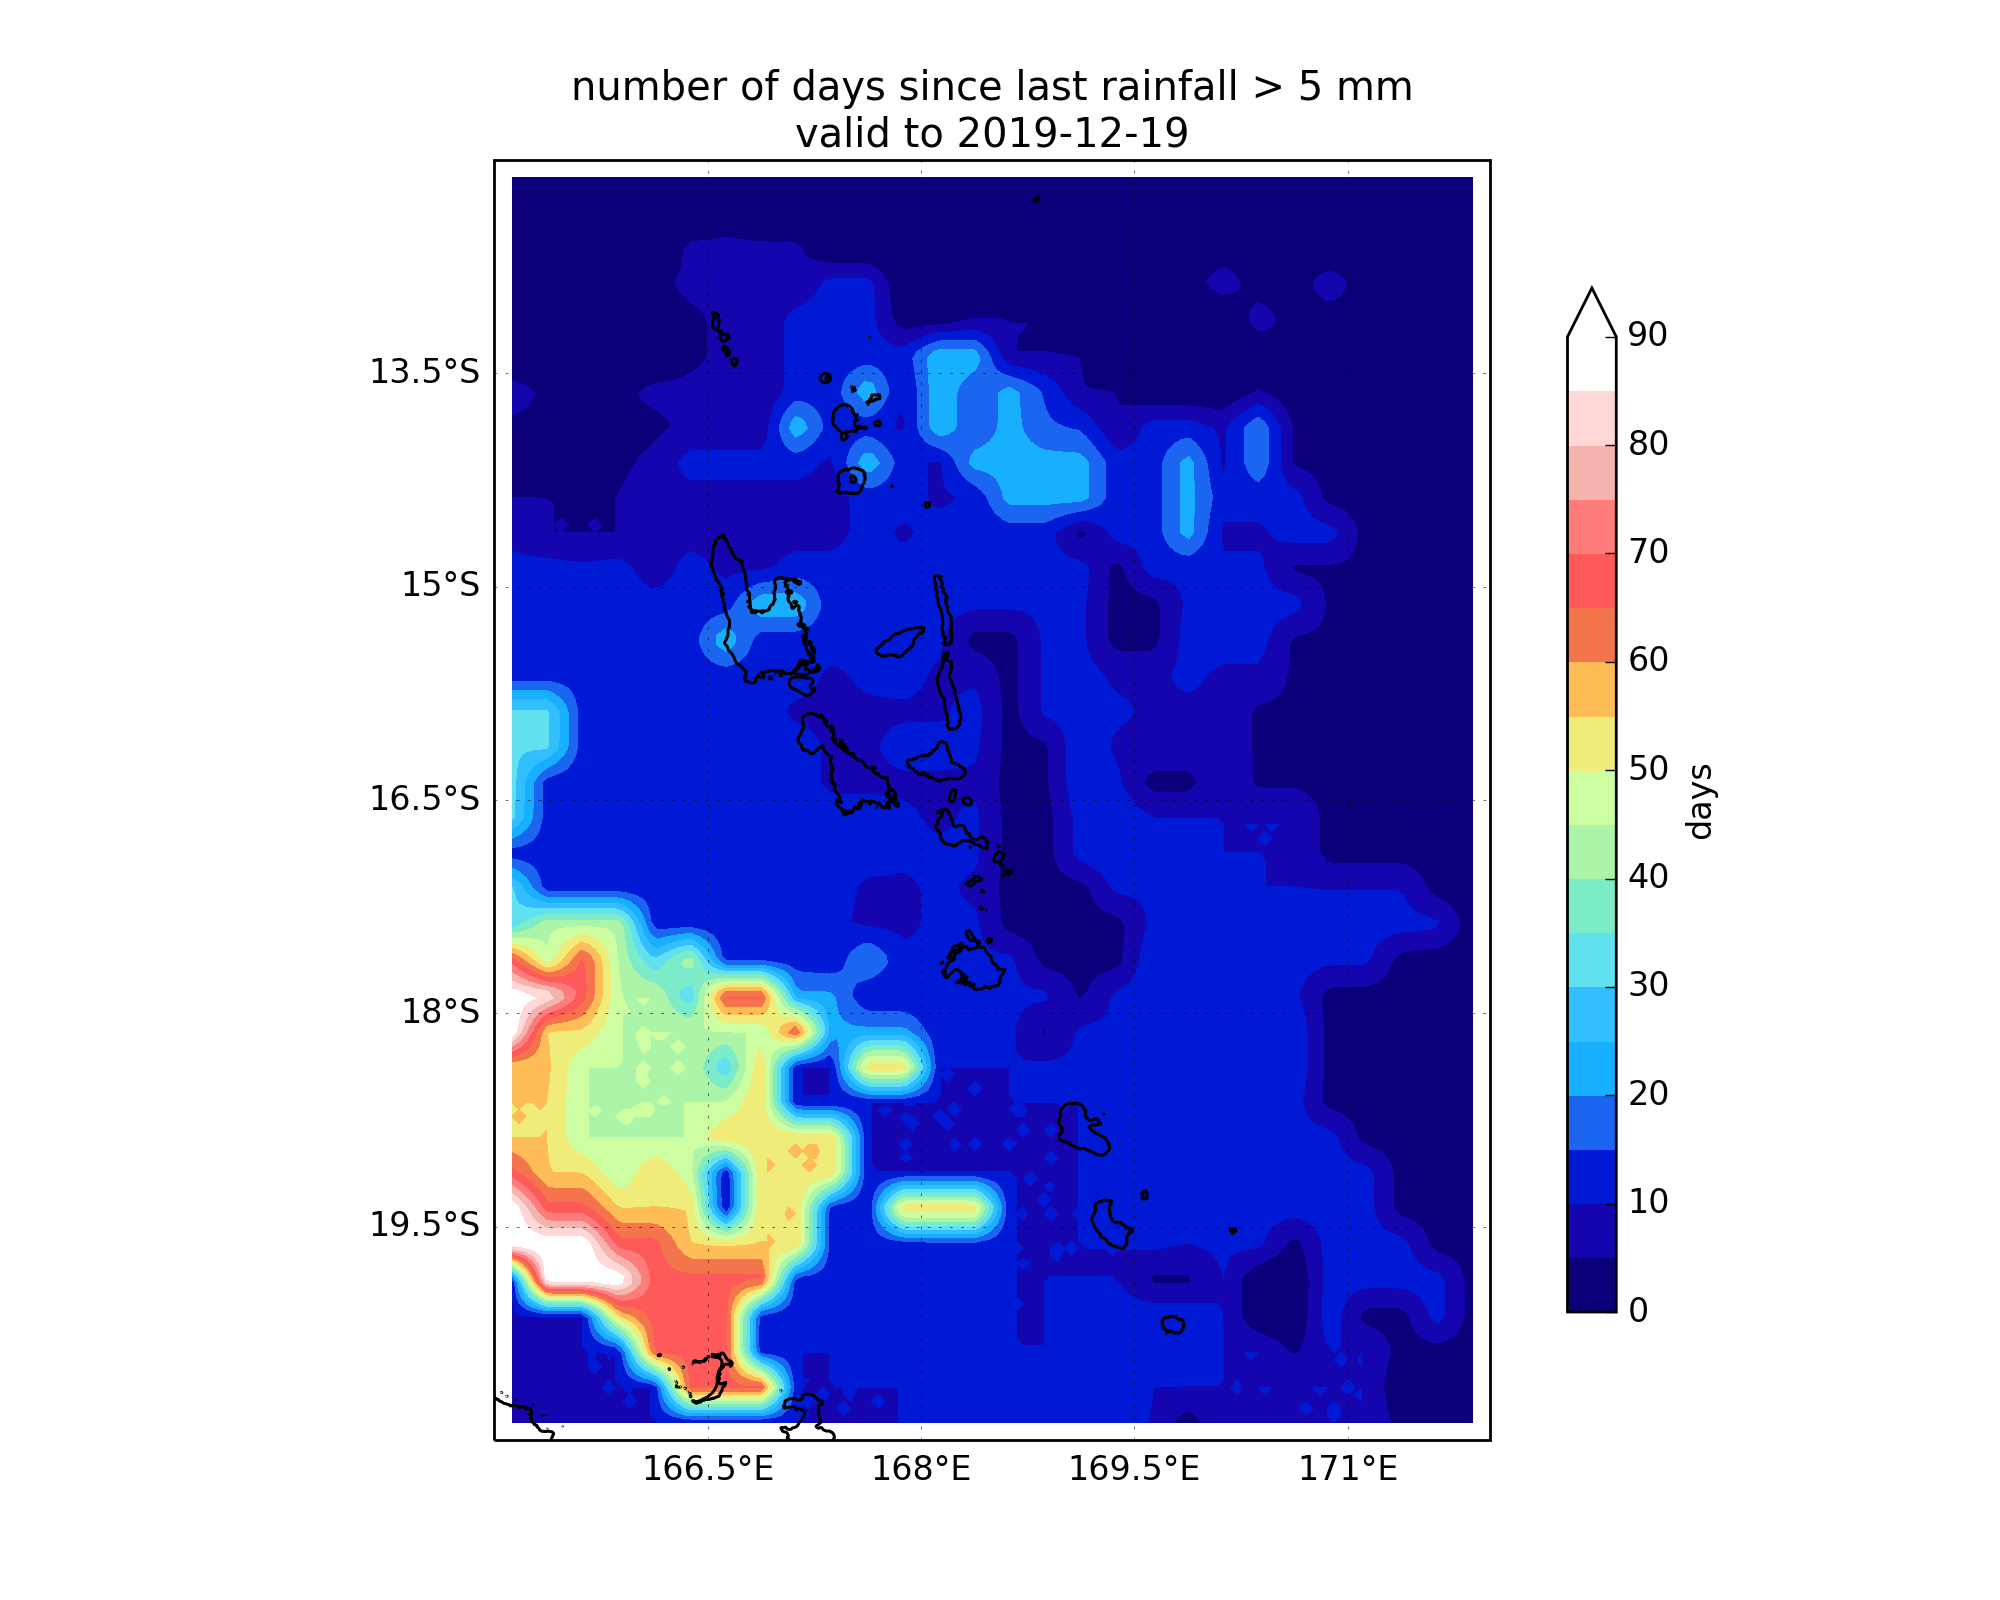 number of days since last rainfall > 5 mm
valid to 2019-12-19
13.5°S
15°S
16.5°S
18°S
19.5°S
166.5°E
168°E
169.5°E
171°E
90
80
70
60
50
40
30
20
10
0
days